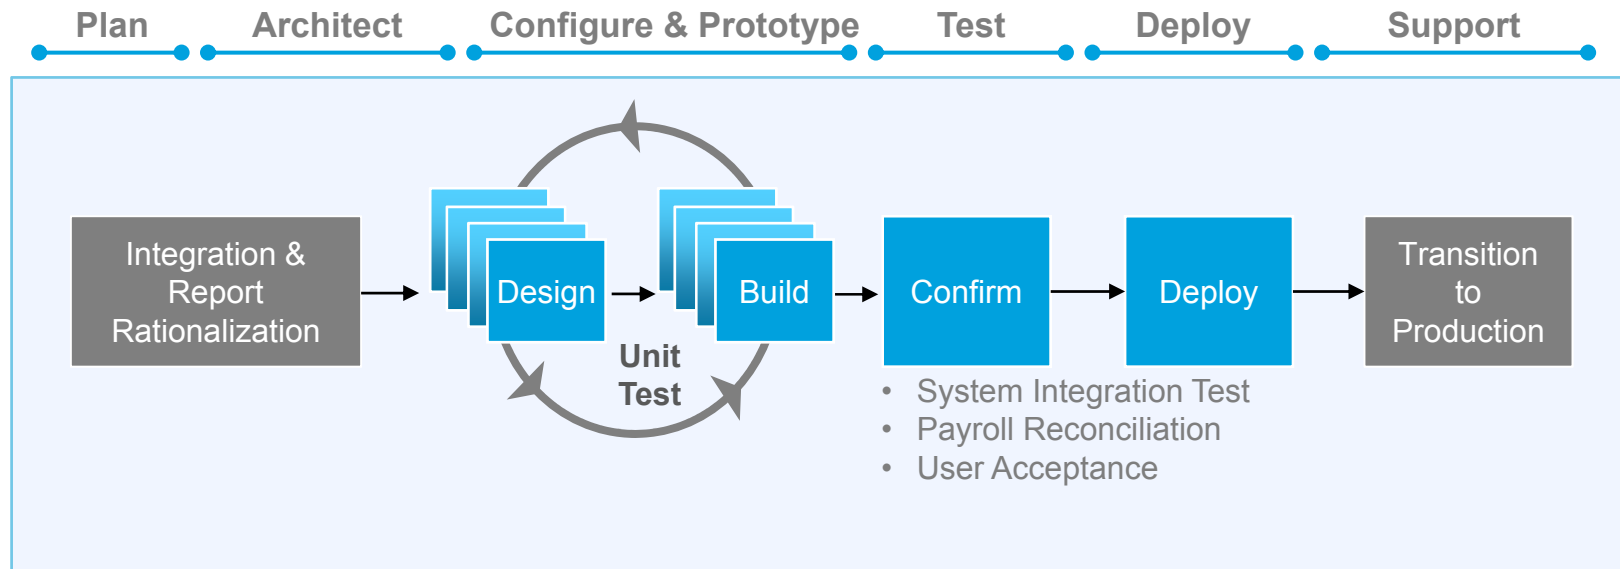 Plan
Architect
Configure & Prototype
Test
Deploy
Support
Integration &
Report
Rationalization
Design
Build
Unit
Test
Confirm
• System Integration Test
• Payroll Reconciliation
• User Acceptance
Deploy
Transition
to
Production